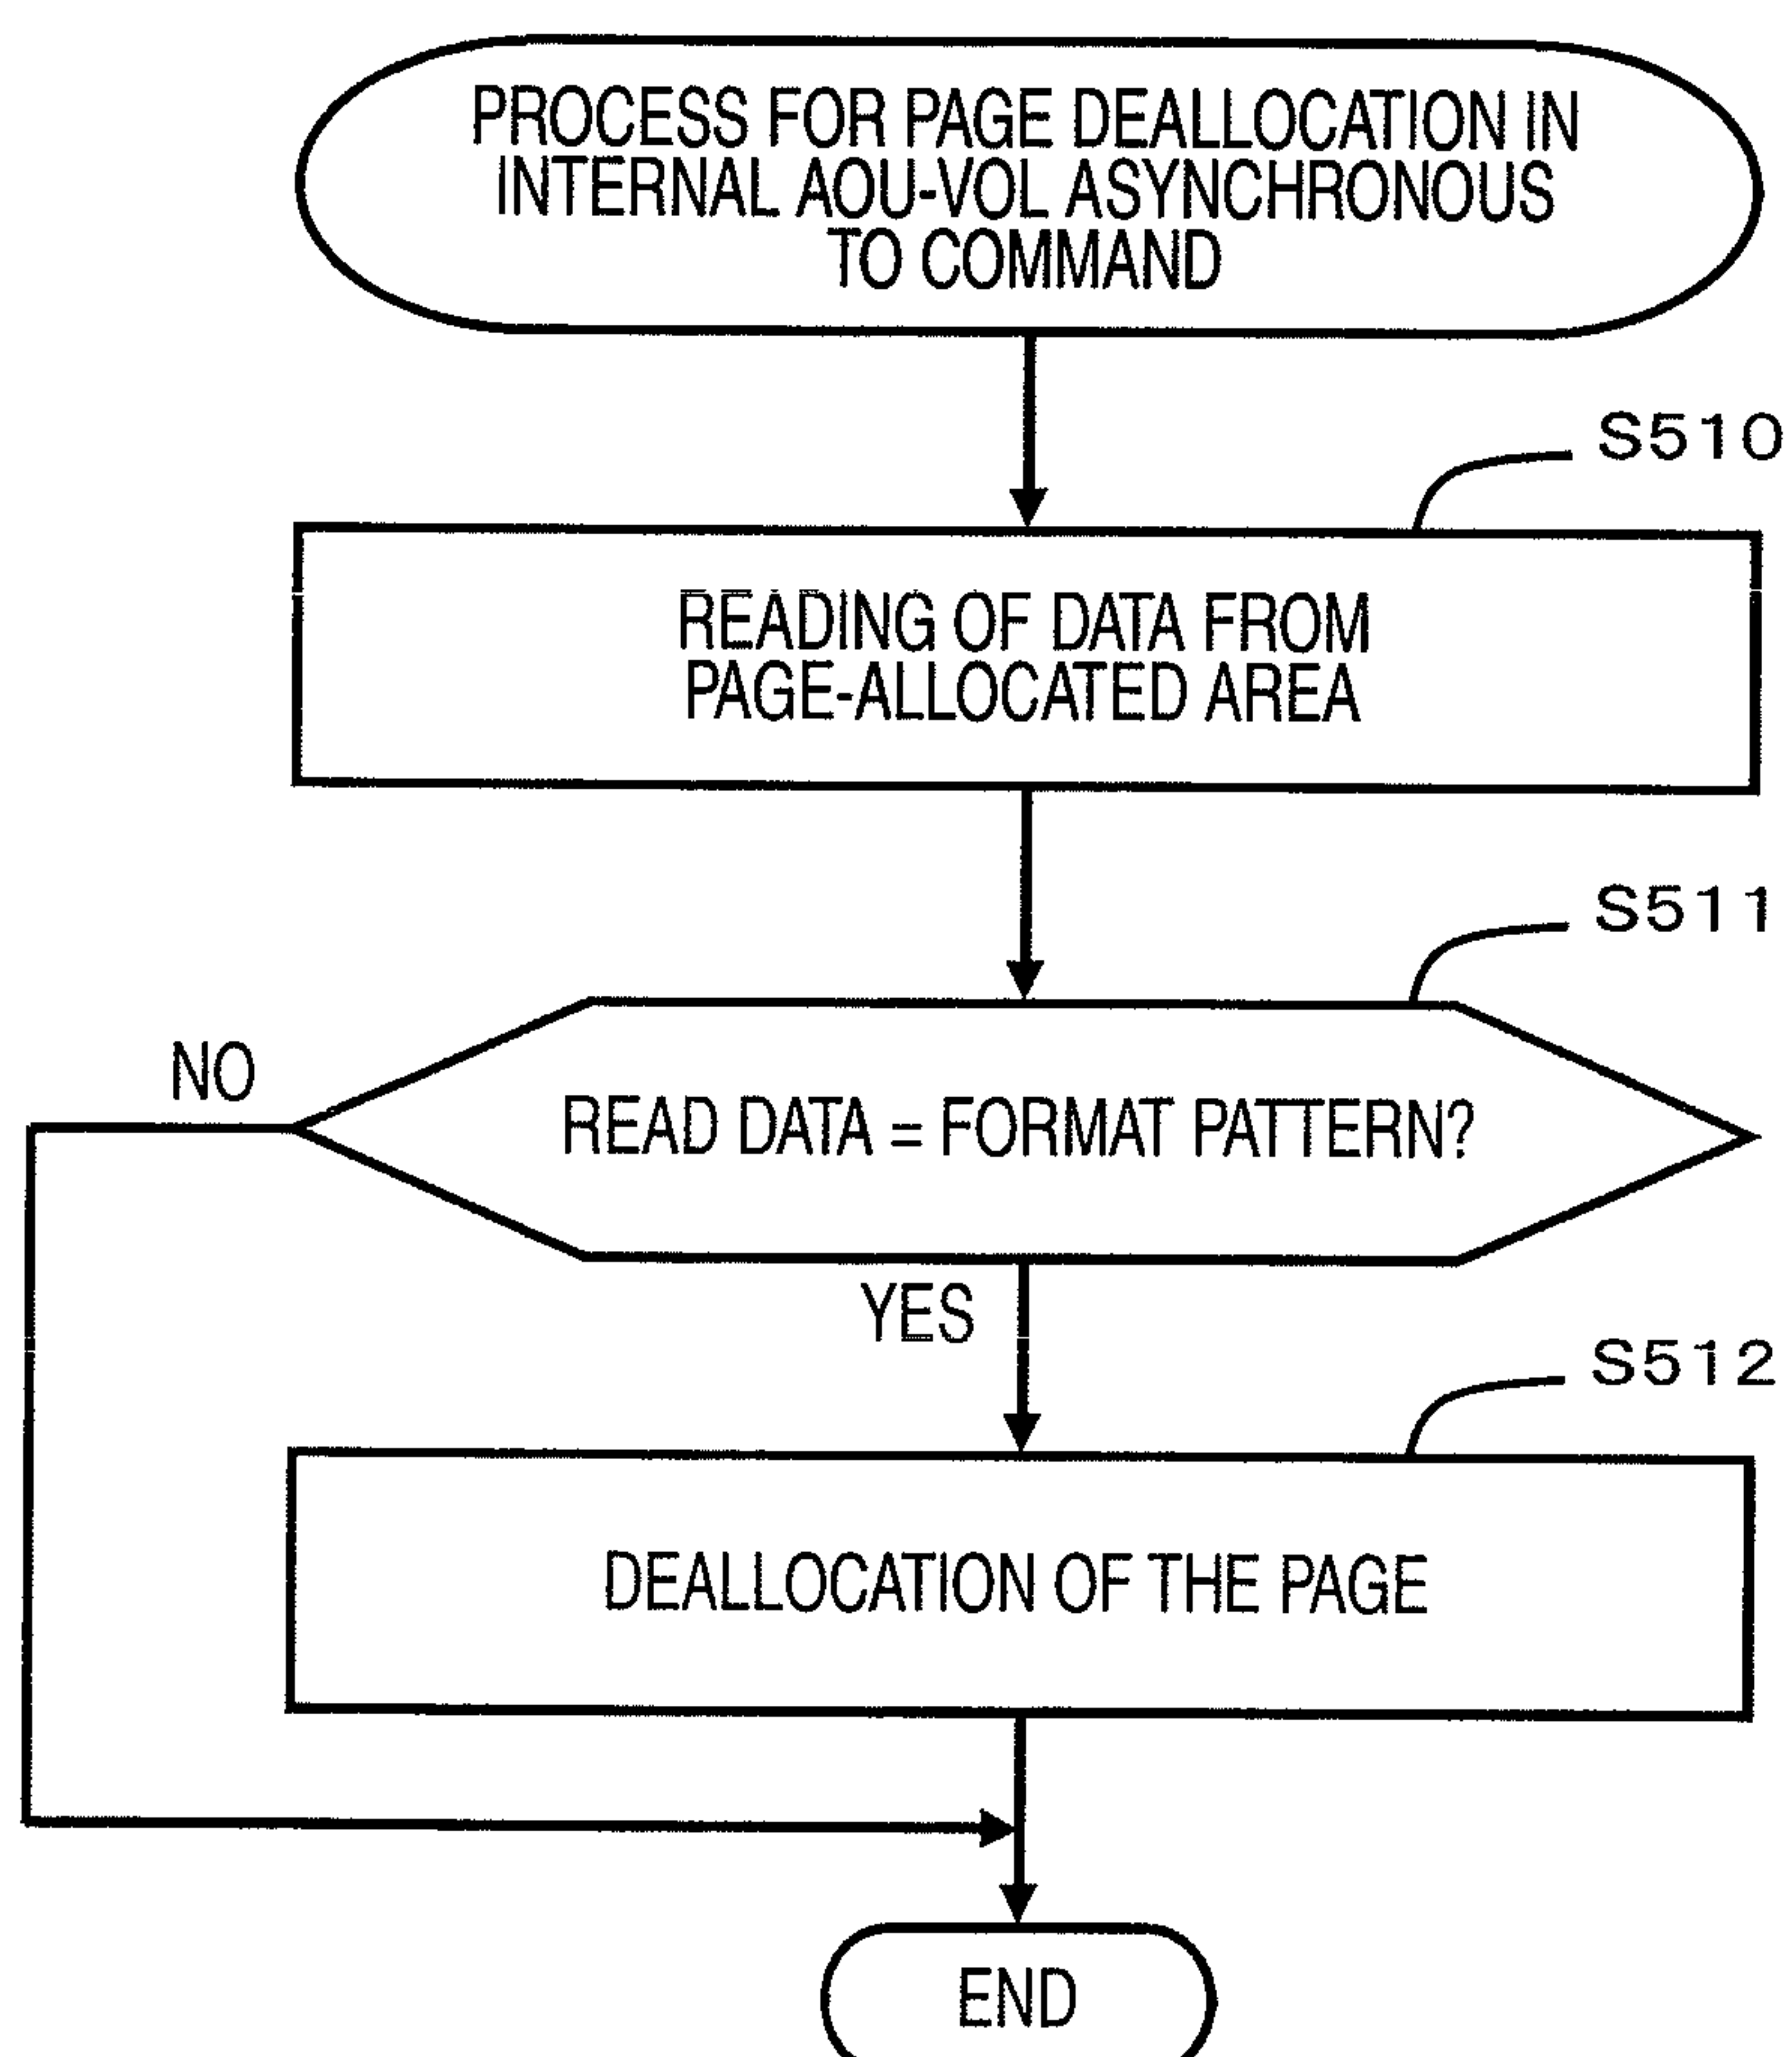 PROCESS FOR PAGE DEALLOCATION IN
INTERNAL AOU-VOL ASYNCHRONOUS
TO COMMAND
S510
READING OF DATA FROM
PAGE-ALLOCATED AREA
S511
NO
READ DATA = FORMAT PATTERN?
YES
S512
DEALLOCATION OF THE PAGE
END